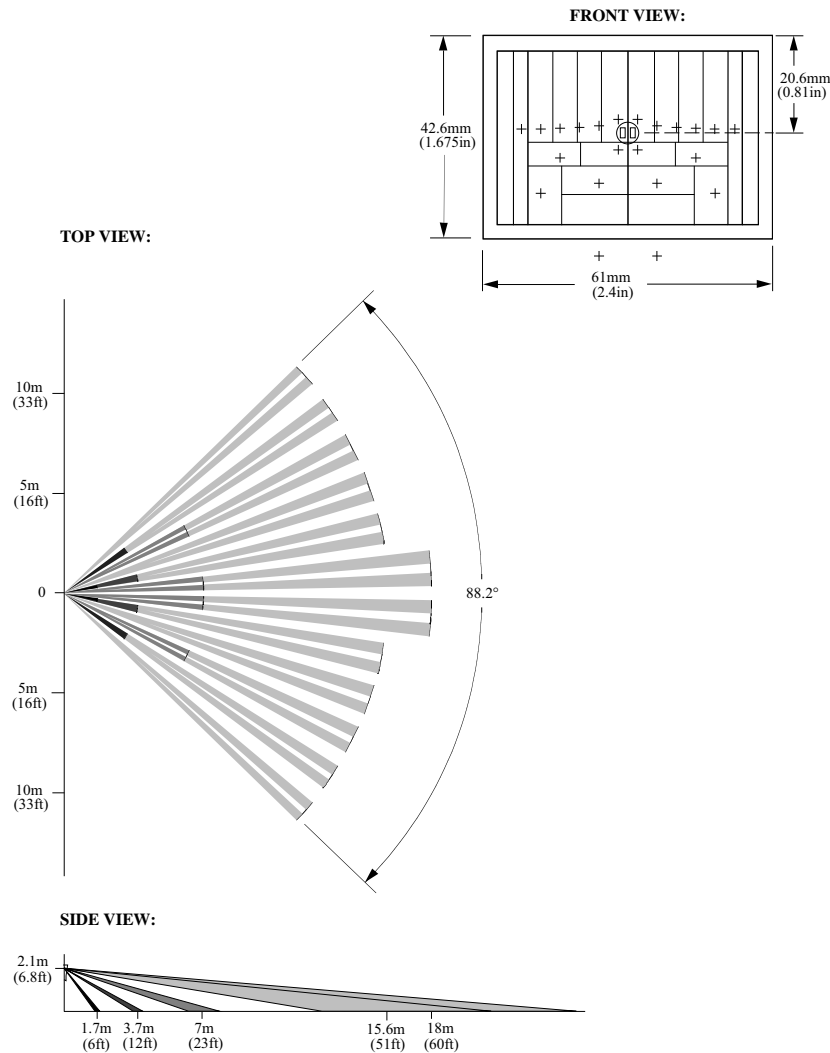 FRONT VIEW:
20.6mm
(0.81in)
42.6mm
(1.675in)
61mm
(2.4in)
TOP VIEW:
10m
(33ft)
5m
(16ft)
0
88.2°
5m
(16ft)
10m
(33ft)
SIDE VIEW:
2.1m
(6.8ft)
1.7m
(6ft)
3.7m
(12ft)
7m
(23ft)
15.6m
(51ft)
18m
(60ft)